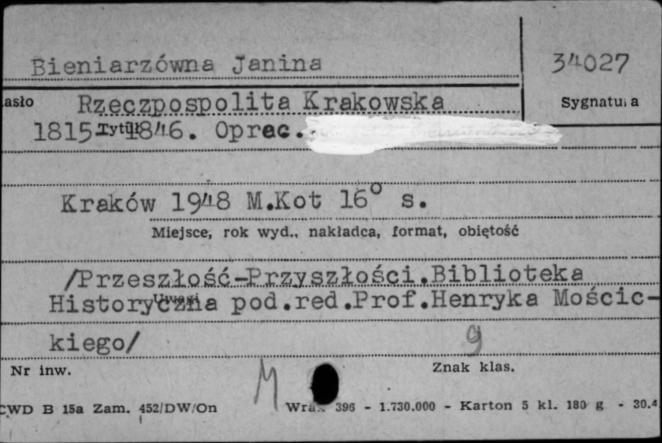 Bieniarzówna Janina
34027
asło Rzeczpospolita Krakowska
Sygnatura
1815-1846. Oprac.
Tytuł
Kraków 1948 M.Kot 16° s.
Miejsce, rok wyd., nakładca, format, objętość
/Przeszłość-Przyszłości.Biblioteka
Historyczna pod.red.Prof.Henryka Mościc-
Uwagi
kiego/
9
Nr inw.
Znak klas.
M
CWD B 15a Zam. 452/DW/On
396 - 1.730.000 - Karton 5 kl. 180 g - 30.4